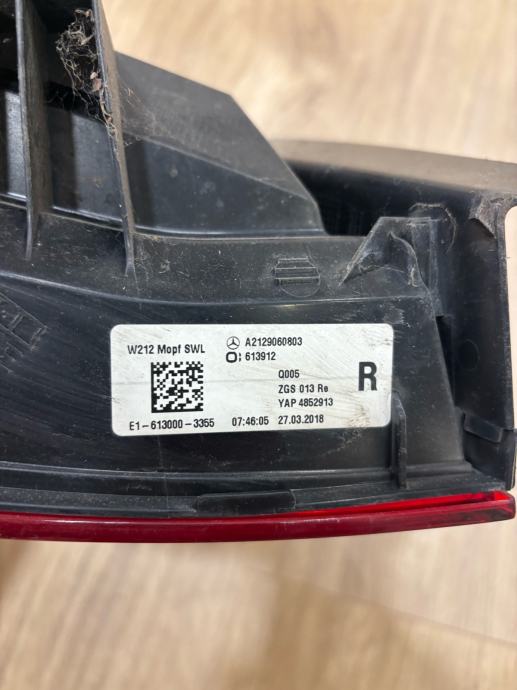 W212 Mopf SWL
A2129060803
613912
Q005
ZGS 013 Re
YAP 4852913
R
E1-613000-3355 07:46:05 27.03.2018